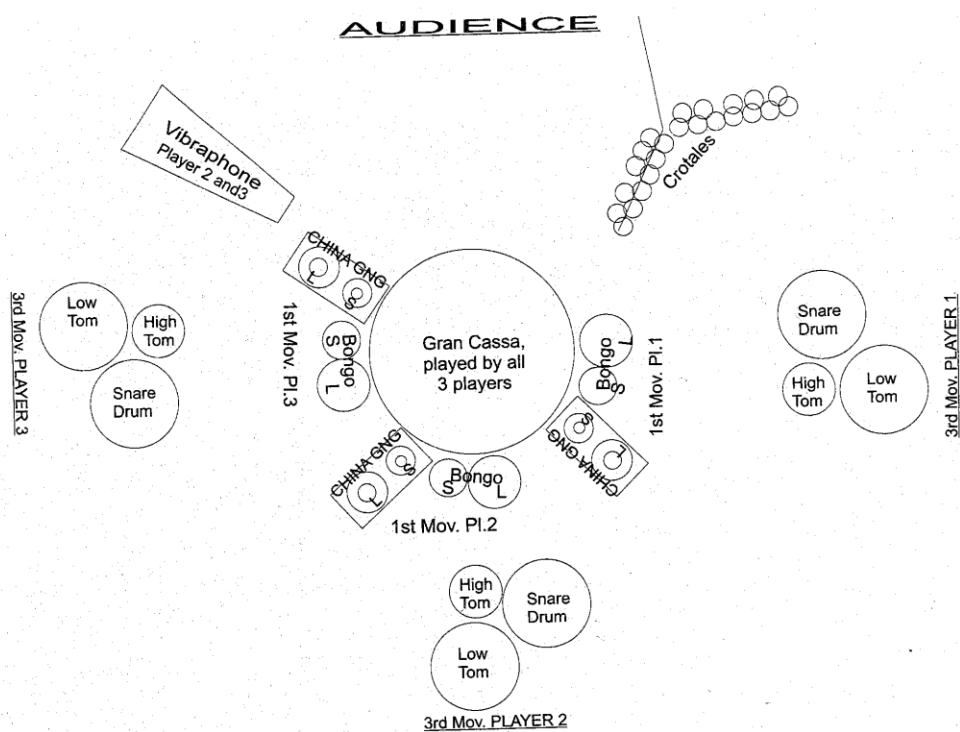 AUDIENCE
Vibraphone
Player 2 and3
Crotales
CHINA GNG
L
S
3rd Mov. PLAYER 3
Low
Tom
High
Tom
Snare
Drum
1st Mov. Pl.3
Bongo
S
L
Gran Cassa,
played by all
3 players
Bongo
L
S
1st Mov. Pl.1
Snare
Drum
High
Tom
Low
Tom
3rd Mov. PLAYER 1
CHINA GNG
S
L
CHINA GNG
S
L
Bongo
S
L
1st Mov. Pl.2
High
Tom
Snare
Drum
Low
Tom
3rd Mov. PLAYER 2